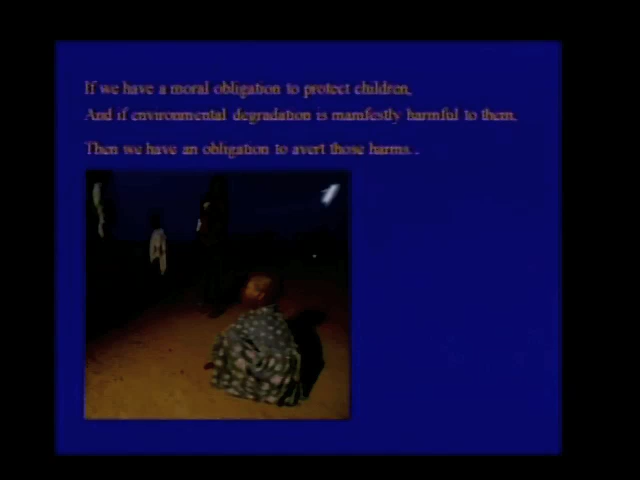 If we have a moral obligation to protect children,
And if environmental degradation is manifestly harmful to them,
Then we have an obligation to avert those harms...